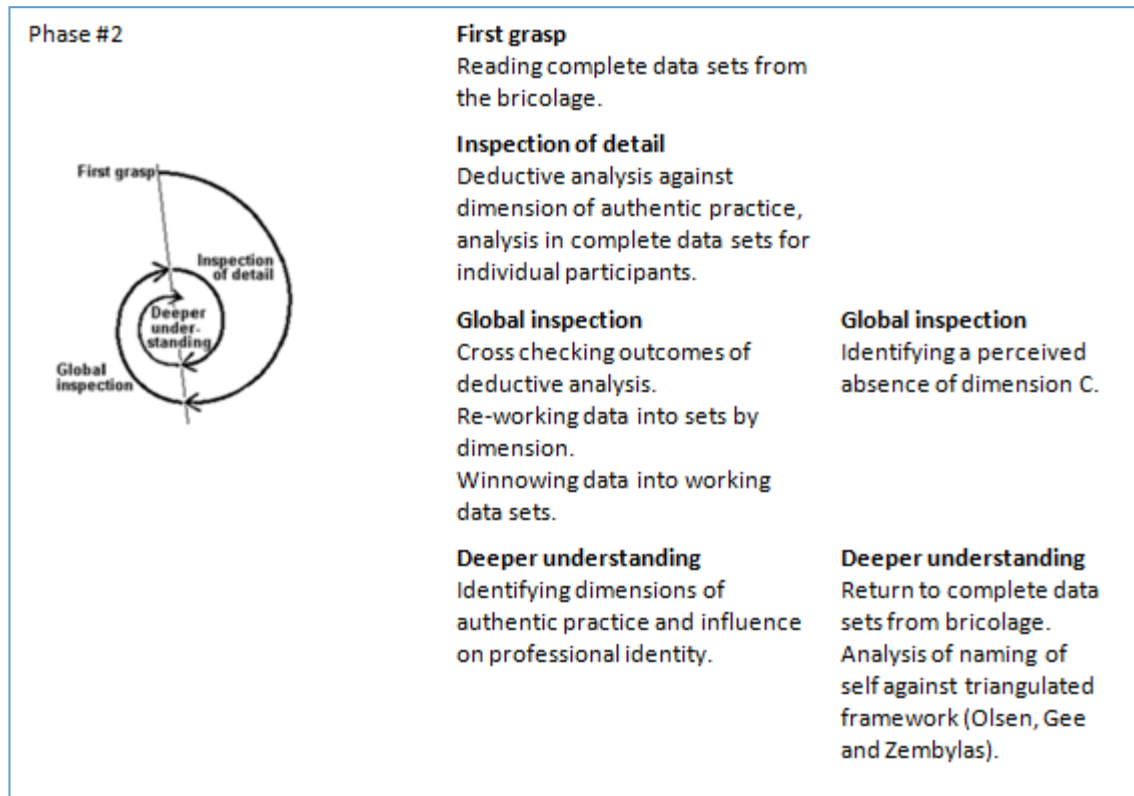 Phase #2
First grasp
Inspection
of detail
Deeper
under-
standing
Global
inspection
First grasp
Reading complete data sets from
the bricolage.
Inspection of detail
Deductive analysis against
dimension of authentic practice,
analysis in complete data sets for
individual participants.
Global inspection
Cross checking outcomes of
deductive analysis.
Re-working data into sets by
dimension.
Winnowing data into working
data sets.
Global inspection
Identifying a perceived
absence of dimension C.
Deeper understanding
Identifying dimensions of
authentic practice and influence
on professional identity.
Deeper understanding
Return to complete data
sets from bricolage.
Analysis of naming of
self against triangulated
framework (Olsen, Gee
and Zembylas).